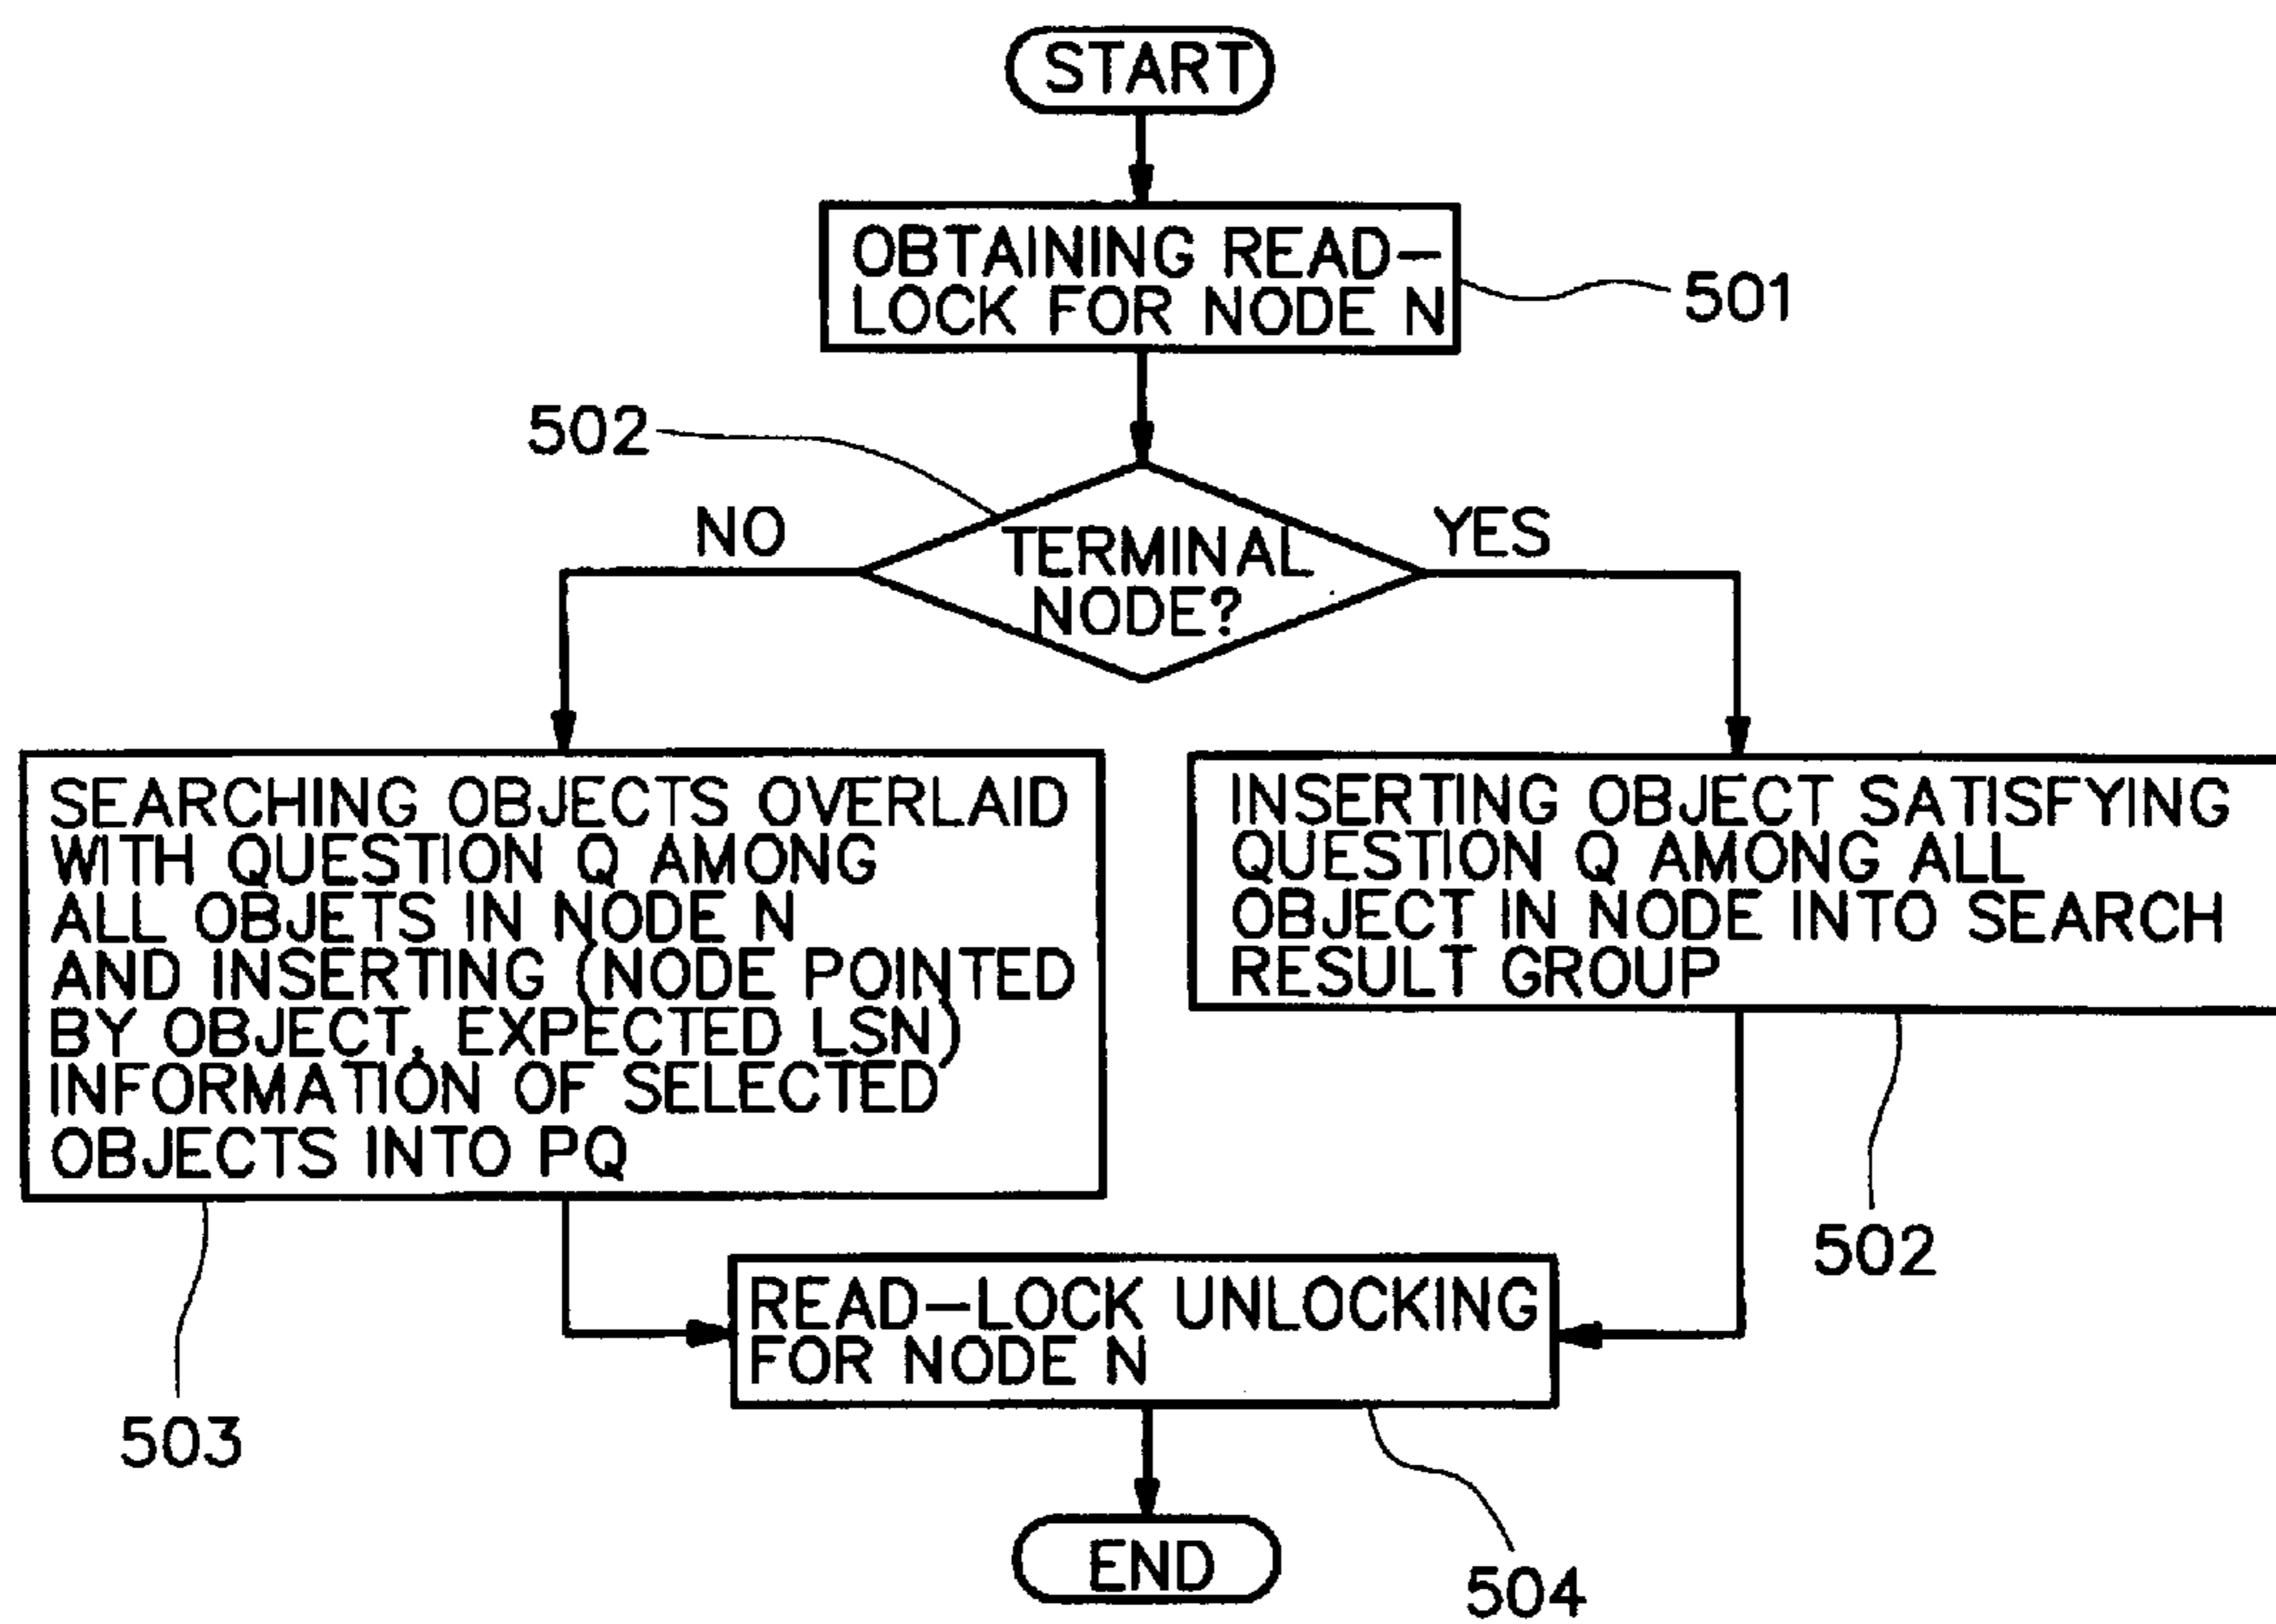 START
OBTAINING READ-
LOCK FOR NODE N
501
502
NO
YES
TERMINAL
NODE?
SEARCHING OBJECTS OVERLAID
WITH QUESTION Q AMONG
ALL OBJETS IN NODE N
AND INSERTING (NODE POINTED
BY OBJECT, EXPECTED LSN)
INFORMATION OF SELECTED
OBJECTS INTO PQ
INSERTING OBJECT SATISFYING
QUESTION Q AMONG ALL
OBJECT IN NODE INTO SEARCH
RESULT GROUP
502
READ-LOCK UNLOCKING
FOR NODE N
503
END
504